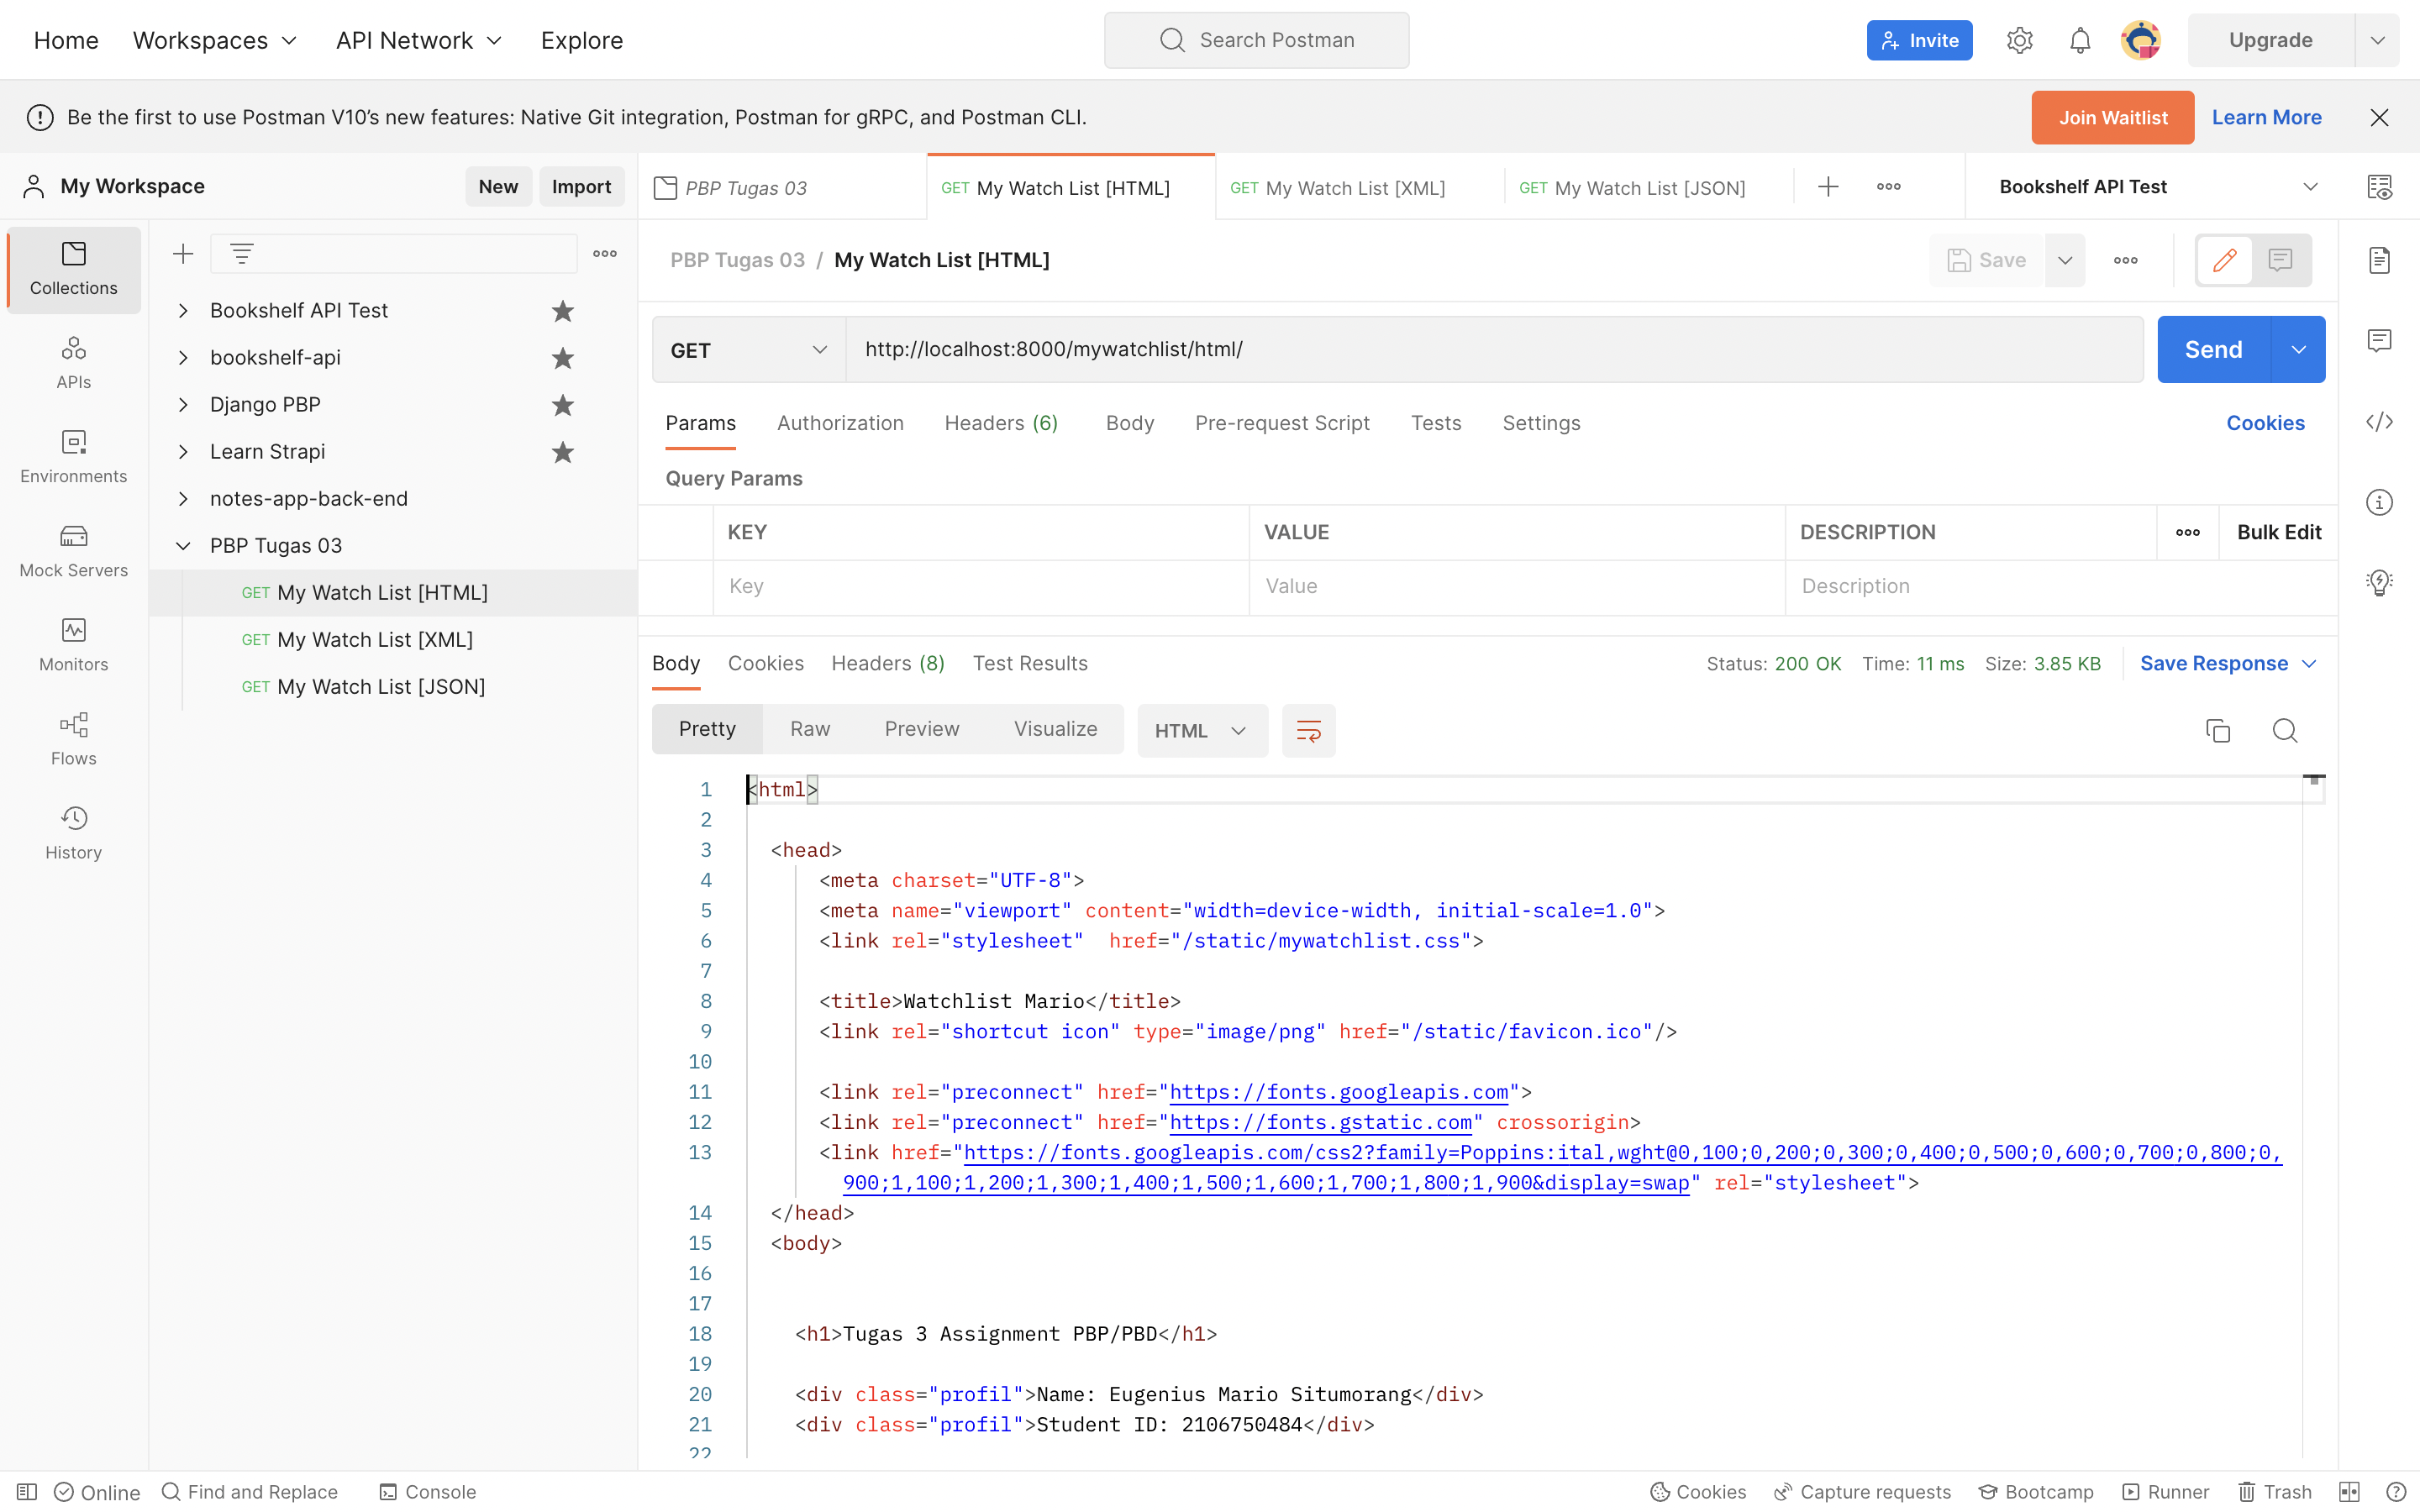 Home Workspaces API Network Explore Search Postman Invite Upgrade
Be the first to use Postman V10’s new features: Native Git integration, Postman for gRPC, and Postman CLI. Join Waitlist Learn More
My Workspace New Import
PBP Tugas 03 GET My Watch List [HTML] GET My Watch List [XML] GET My Watch List [JSON] Bookshelf API Test
Collections
APIs
Environments
Mock Servers
Monitors
Flows
History
Bookshelf API Test
bookshelf-api
Django PBP
Learn Strapi
notes-app-back-end
PBP Tugas 03
GET My Watch List [HTML]
GET My Watch List [XML]
GET My Watch List [JSON]
PBP Tugas 03 / My Watch List [HTML] Save
GET http://localhost:8000/mywatchlist/html/ Send
Params Authorization Headers (6) Body Pre-request Script Tests Settings Cookies
Query Params
KEY VALUE DESCRIPTION Bulk Edit
Key Value Description
Body Cookies Headers (8) Test Results Status: 200 OK Time: 11 ms Size: 3.85 KB Save Response
Pretty Raw Preview Visualize HTML
1 <html>
2
3 <head>
4 <meta charset="UTF-8">
5 <meta name="viewport" content="width=device-width, initial-scale=1.0">
6 <link rel="stylesheet"  href="/static/mywatchlist.css">
7
8 <title>Watchlist Mario</title>
9 <link rel="shortcut icon" type="image/png" href="/static/favicon.ico"/>
10
11 <link rel="preconnect" href="https://fonts.googleapis.com">
12 <link rel="preconnect" href="https://fonts.gstatic.com" crossorigin>
13 <link href="https://fonts.googleapis.com/css2?family=Poppins:ital,wght@0,100;0,200;0,300;0,400;0,500;0,600;0,700;0,800;0,
900;1,100;1,200;1,300;1,400;1,500;1,600;1,700;1,800;1,900&display=swap" rel="stylesheet">
14 </head>
15 <body>
16
17
18 <h1>Tugas 3 Assignment PBP/PBD</h1>
19
20 <div class="profil">Name: Eugenius Mario Situmorang</div>
21 <div class="profil">Student ID: 2106750484</div>
22
Online Find and Replace Console Cookies Capture requests Bootcamp Runner Trash